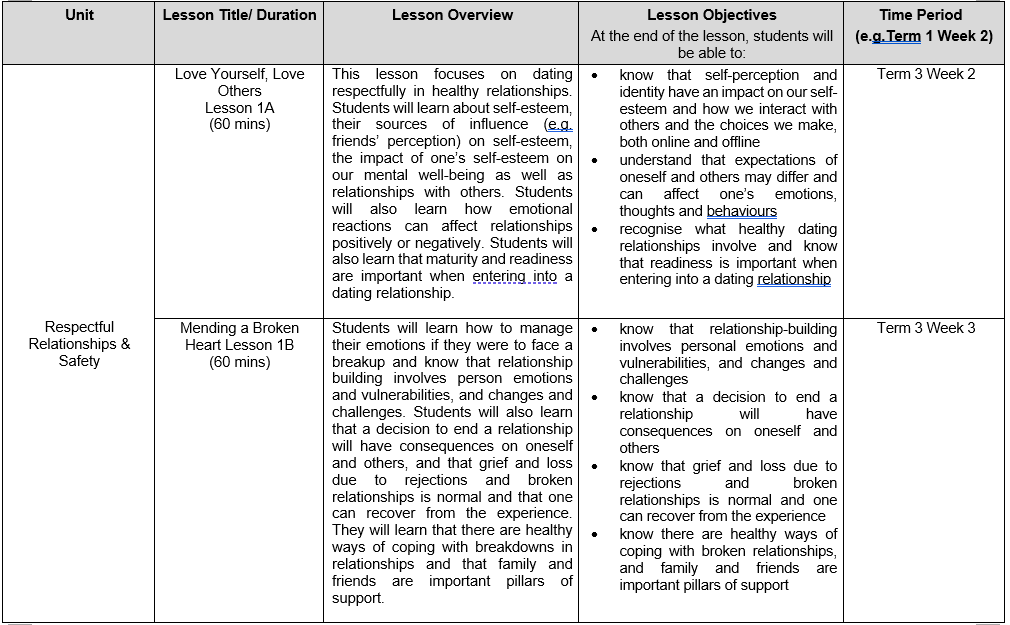 Unit
Lesson Title/ Duration
Lesson Overview
Lesson Objectives
At the end of the lesson, students will
be able to:
Time Period
(e.g.Term 1 Week 2)
Respectful
Relationships &
Safety
Love Yourself, Love
Others
Lesson 1A
(60 mins)
This lesson focuses on dating
respectfully in healthy relationships.
Students will learn about self-esteem,
their sources of influence (e.g.
friends' perception) on self-esteem,
the impact of one's self-esteem on
our mental well-being as well as
relationships with others. Students
will also learn how emotional
reactions can affect relationships
positively or negatively. Students will
also learn that maturity and readiness
are important when entering into a
dating relationship.
• know that self-perception and
identity have an impact on our self-
esteem and how we interact with
others and the choices we make,
both online and offline
• understand that expectations of
oneself and others may differ and
can affect one's emotions,
thoughts and behaviours
• recognise what healthy dating
relationships involve and know
that readiness is important when
entering into a dating relationship
Term 3 Week 2
Mending a Broken
Heart Lesson 1B
(60 mins)
Students will learn how to manage
their emotions if they were to face a
breakup and know that relationship
building involves person emotions
and vulnerabilities, and changes and
challenges. Students will also learn
that a decision to end a relationship
will have consequences on oneself
and others, and that grief and loss
due to rejections and broken
relationships is normal and that one
can recover from the experience.
They will learn that there are healthy
ways of coping with breakdowns in
relationships and that family and
friends are important pillars of
support.
• know that relationship-building
involves personal emotions and
vulnerabilities, and changes and
challenges
• know that a decision to end a
relationship will have
consequences on oneself and
others
• know that grief and loss due to
rejections and broken
relationships is normal and one
can recover from the experience
• know there are healthy ways of
coping with broken relationships,
and family and friends are
important pillars of support
Term 3 Week 3